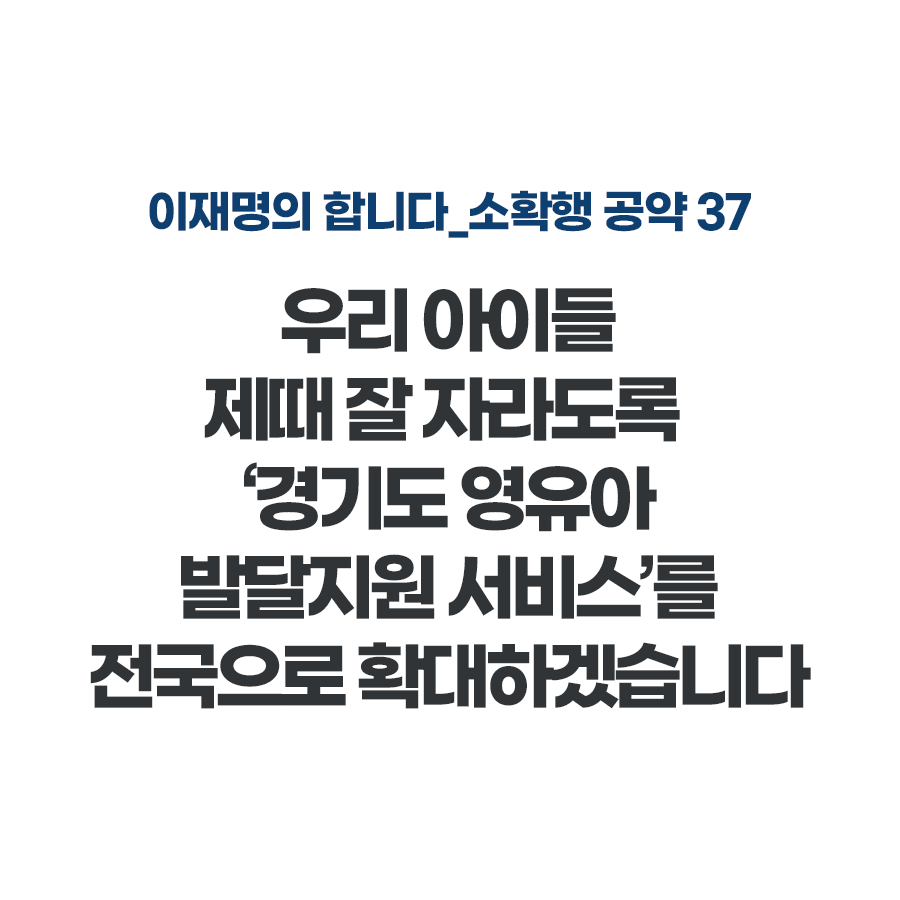 이재명의 합니다_소확행 공약 37
우리 아이들
제때 잘 자라도록
‘경기도 영유아
발달지원 서비스’를
전국으로 확대하겠습니다